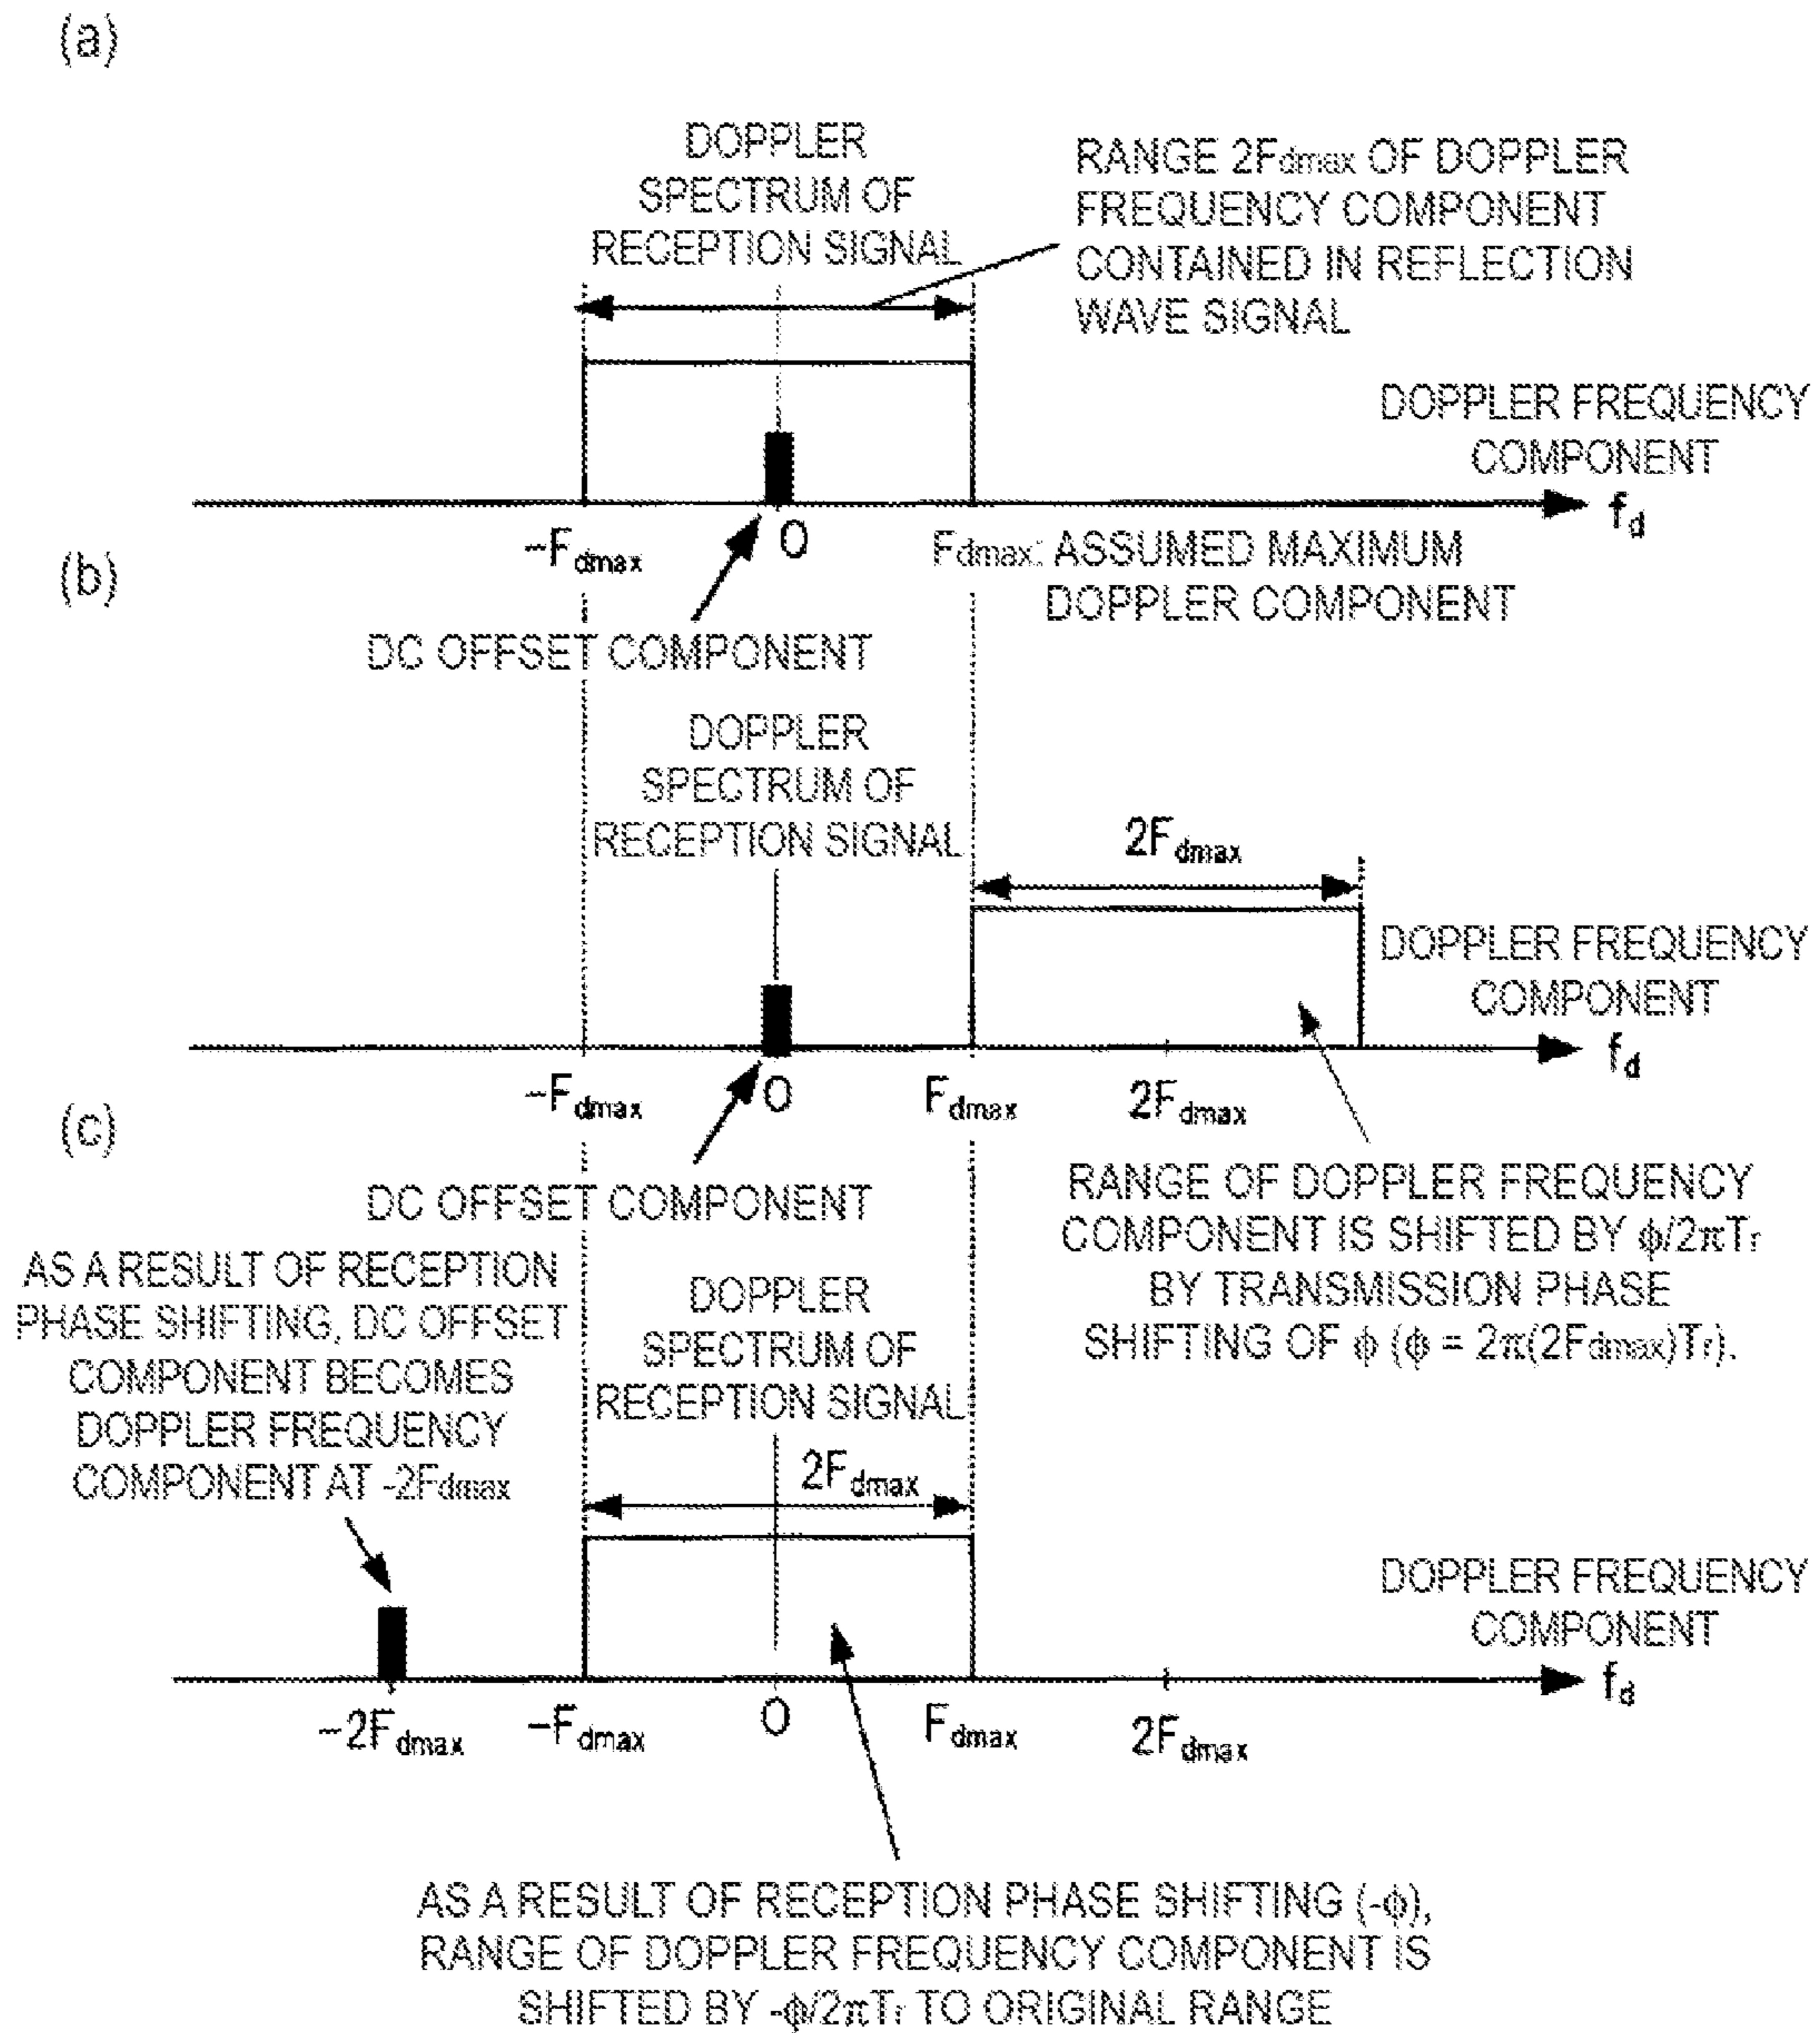 (a)
DOPPLER
SPECTRUM OF
RECEPTION SIGNAL
RANGE 2Fdmax OF DOPPLER
FREQUENCY COMPONENT
CONTAINED IN REFLECTION
WAVE SIGNAL
DOPPLER FREQUENCY
COMPONENT
fd
-Fdmax
0
Fdmax: ASSUMED MAXIMUM
DOPPLER COMPONENT
DC OFFSET COMPONENT
(b)
DOPPLER
SPECTRUM OF
RECEPTION SIGNAL
2Fdmax
DOPPLER FREQUENCY
COMPONENT
fd
-Fdmax
0
Fdmax
2Fdmax
DC OFFSET COMPONENT
RANGE OF DOPPLER FREQUENCY
COMPONENT IS SHIFTED BY ϕ/2πTr
BY TRANSMISSION PHASE
SHIFTING OF ϕ (ϕ = 2π(2Fdmax)Tr).
(c)
AS A RESULT OF RECEPTION
PHASE SHIFTING, DC OFFSET
COMPONENT BECOMES
DOPPLER FREQUENCY
COMPONENT AT -2Fdmax
DOPPLER
SPECTRUM OF
RECEPTION SIGNAL
2Fdmax
DOPPLER FREQUENCY
COMPONENT
fd
-2Fdmax
-Fdmax
0
Fdmax
2Fdmax
AS A RESULT OF RECEPTION PHASE SHIFTING (-ϕ),
RANGE OF DOPPLER FREQUENCY COMPONENT IS
SHIFTED BY -ϕ/2πTr TO ORIGINAL RANGE